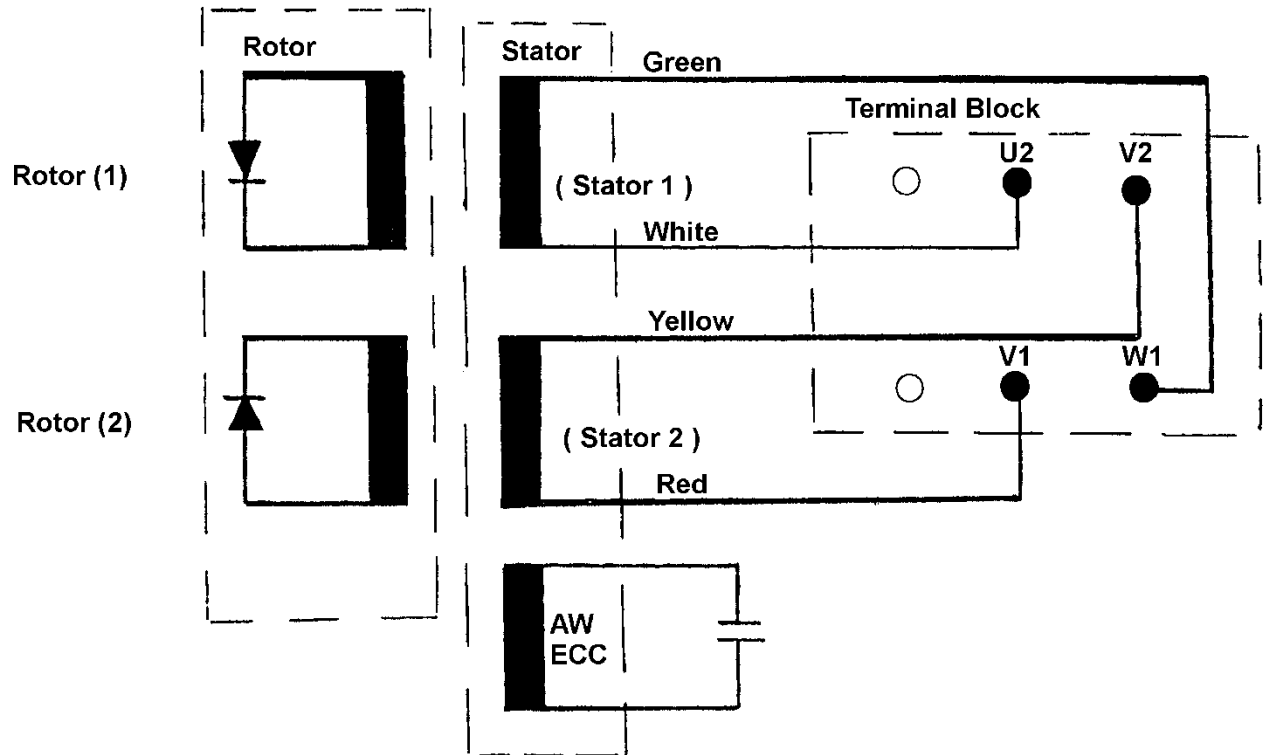 Rotor
Stator
Green
Terminal Block
U2
V2
Rotor (1)
( Stator 1 )
White
Yellow
V1
W1
Rotor (2)
( Stator 2 )
Red
AW
ECC